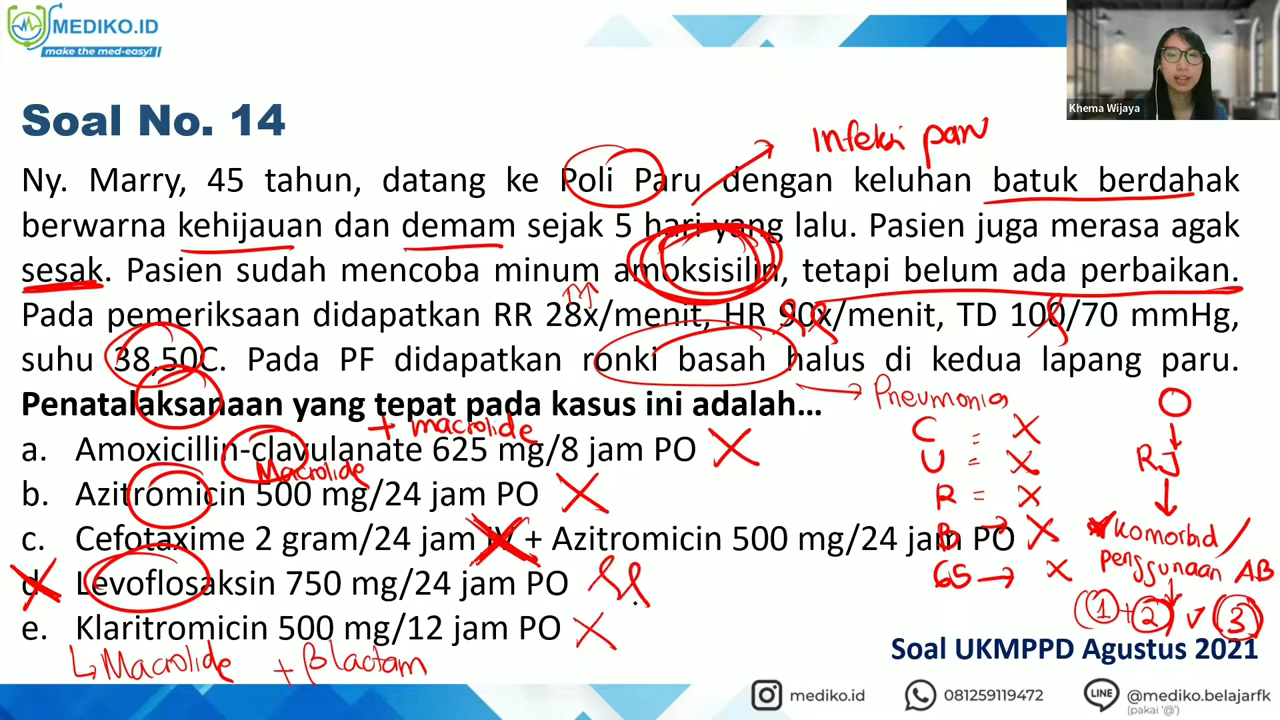 MEDIKO.ID
make the med-easy!
Khema Wijaya
Soal No. 14
Infeksi paru
Ny. Marry, 45 tahun, datang ke Poli Paru dengan keluhan batuk berdahak
berwarna kehijauan dan demam sejak 5 hari yang lalu. Pasien juga merasa agak
sesak. Pasien sudah mencoba minum amoksisilin, tetapi belum ada perbaikan.
Pada pemeriksaan didapatkan RR 28x/menit, HR 90x/menit, TD 100/70 mmHg,
suhu 38,50C. Pada PF didapatkan ronki basah halus di kedua lapang paru.
Penatalaksanaan yang tepat pada kasus ini adalah...
→ Pneumonia
+ macrolide
a. Amoxicillin-clavulanate 625 mg/8 jam PO
Macrolide
b. Azitromicin 500 mg/24 jam PO
c. Cefotaxime 2 gram/24 jam IV + Azitromicin 500 mg/24 jam PO
d. Levoflosaksin 750 mg/24 jam PO
e. Klaritromicin 500 mg/12 jam PO
↳ Macrolide + β lactam
C = X
U = X
R = X
B → X
65 → X
RJ
Komorbid /
penggunaan AB
(1 + 2) v 3
Soal UKMPPD Agustus 2021
mediko.id
081259119472
LINE
@mediko.belajarfk
(pakai '@')